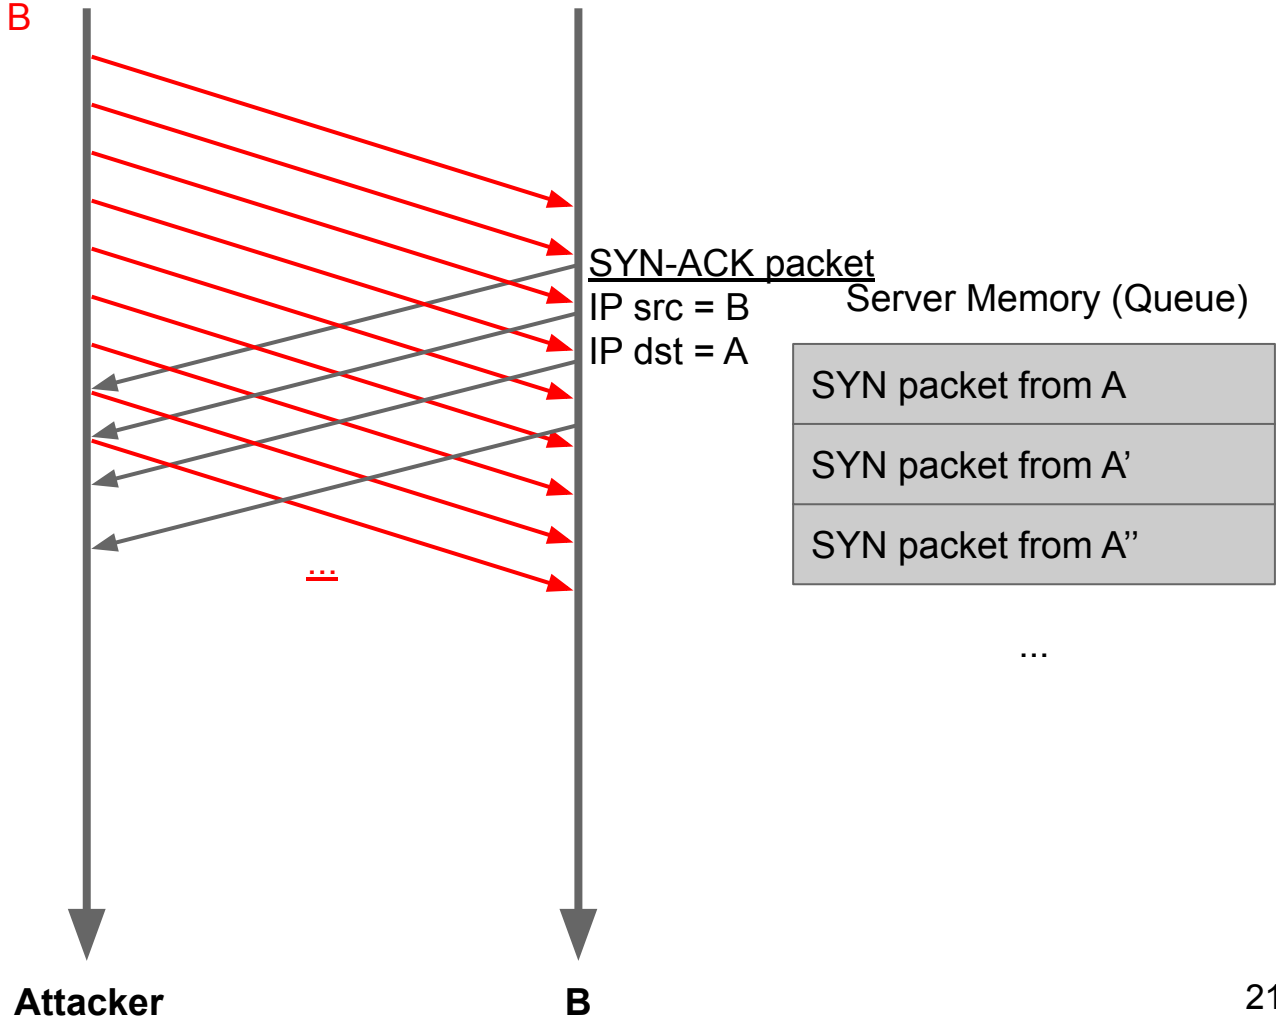 B
SYN-ACK packet
IP src = B
IP dst = A
Server Memory (Queue)
SYN packet from A
SYN packet from A’
SYN packet from A’’
...
...
Attacker
B
21